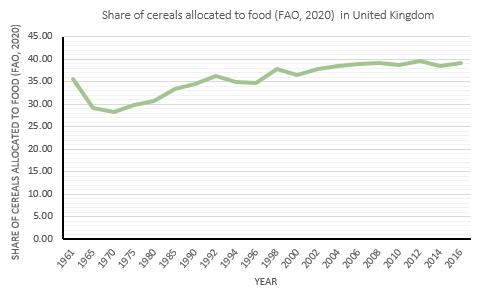 Share of cereals allocated to food (FAO, 2020)  in United Kingdom
SHARE OF CEREALS ALLOCATED TO FOOD (FAO, 2020)
45.00
40.00
35.00
30.00
25.00
20.00
15.00
10.00
5.00
0.00
1961 1965 1970 1975 1980 1985 1990 1992 1994 1996 1998 2000 2002 2004 2006 2008 2010 2012 2014 2016
YEAR